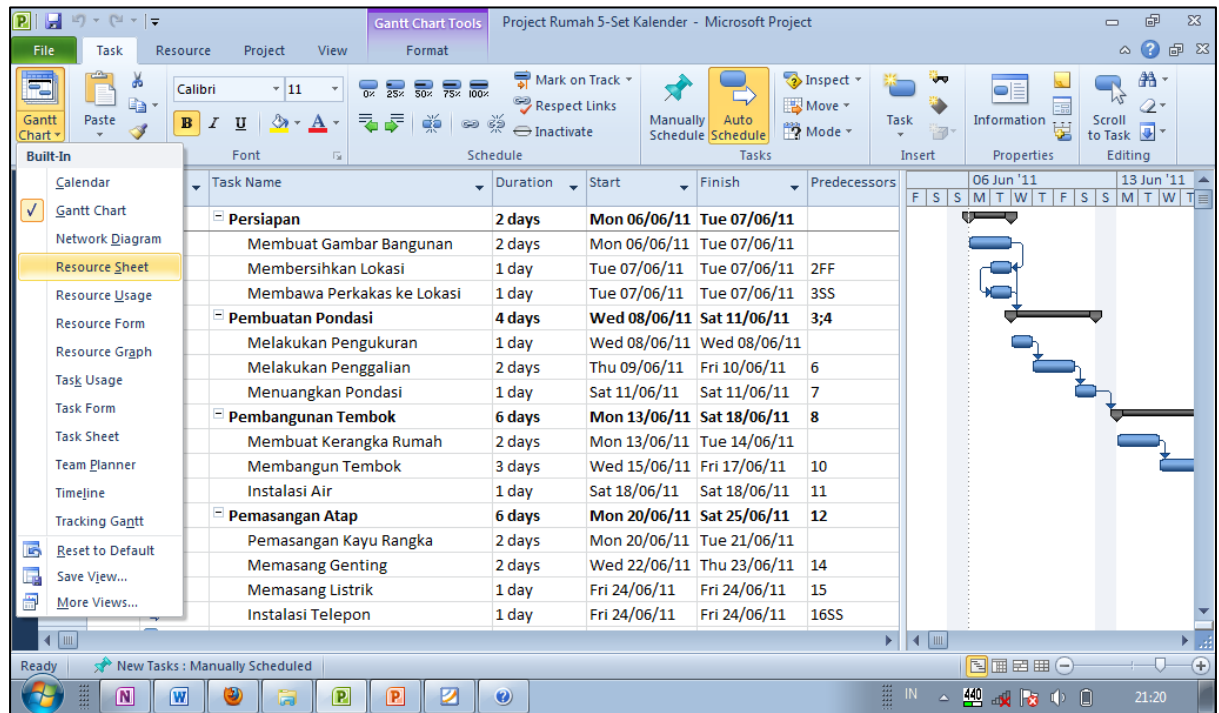 Gantt Chart Tools Project Rumah 5-Set Kalender - Microsoft Project
File Task Resource Project View Format
Calibri 11 0% 25% 50% 75% 100% Mark on Track Inspect
Respect Links Move
Gantt Chart Paste B I U A Inactivate Manually Schedule Auto Schedule Mode Task Information Scroll to Task
Font Schedule Tasks Insert Properties Editing
Built-In
Calendar
Gantt Chart
Network Diagram
Resource Sheet
Resource Usage
Resource Form
Resource Graph
Task Usage
Task Form
Task Sheet
Team Planner
Timeline
Tracking Gantt
Reset to Default
Save View...
More Views...
Task Name Duration Start Finish Predecessors 06 Jun '11 13 Jun '11
F S S M T W T F S S M T W T
Persiapan 2 days Mon 06/06/11 Tue 07/06/11
Membuat Gambar Bangunan 2 days Mon 06/06/11 Tue 07/06/11
Membersihkan Lokasi 1 day Tue 07/06/11 Tue 07/06/11 2FF
Membawa Perkakas ke Lokasi 1 day Tue 07/06/11 Tue 07/06/11 3SS
Pembuatan Pondasi 4 days Wed 08/06/11 Sat 11/06/11 3;4
Melakukan Pengukuran 1 day Wed 08/06/11 Wed 08/06/11
Melakukan Penggalian 2 days Thu 09/06/11 Fri 10/06/11 6
Menuangkan Pondasi 1 day Sat 11/06/11 Sat 11/06/11 7
Pembangunan Tembok 6 days Mon 13/06/11 Sat 18/06/11 8
Membuat Kerangka Rumah 2 days Mon 13/06/11 Tue 14/06/11
Membangun Tembok 3 days Wed 15/06/11 Fri 17/06/11 10
Instalasi Air 1 day Sat 18/06/11 Sat 18/06/11 11
Pemasangan Atap 6 days Mon 20/06/11 Sat 25/06/11 12
Pemasangan Kayu Rangka 2 days Mon 20/06/11 Tue 21/06/11
Memasang Genting 2 days Wed 22/06/11 Thu 23/06/11 14
Memasang Listrik 1 day Fri 24/06/11 Fri 24/06/11 15
Instalasi Telepon 1 day Fri 24/06/11 Fri 24/06/11 16SS
Ready New Tasks : Manually Scheduled
IN 440 21:20